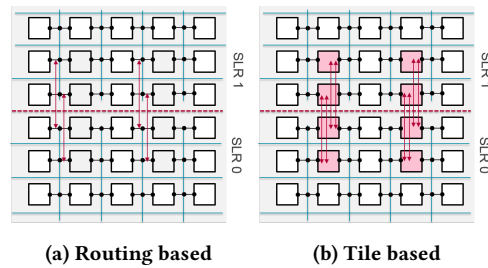 SLR 1
SLR 0
(a) Routing based
SLR 1
SLR 0
(b) Tile based